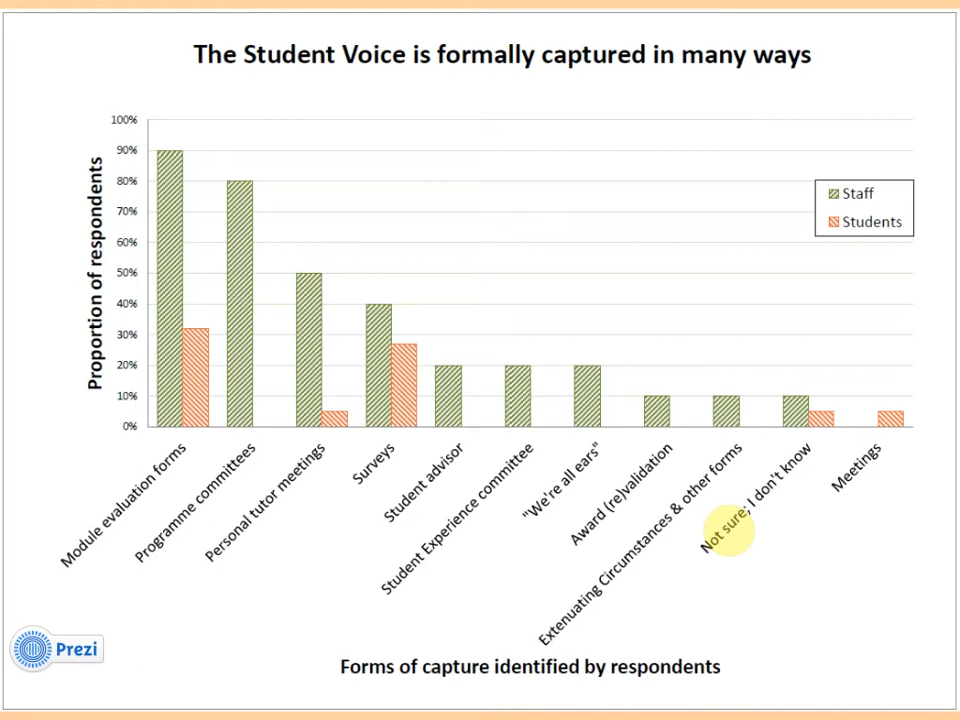 The Student Voice is formally captured in many ways
Proportion of respondents
100%
90%
80%
70%
60%
50%
40%
30%
20%
10%
0%
Staff
Students
Module evaluation forms
Programme committees
Personal tutor meetings
Surveys
Student advisor
Student Experience committee
"We're all ears"
Award (re)validation
Extenuating Circumstances & other forms
Not sure; I don't know
Meetings
Forms of capture identified by respondents
Prezi